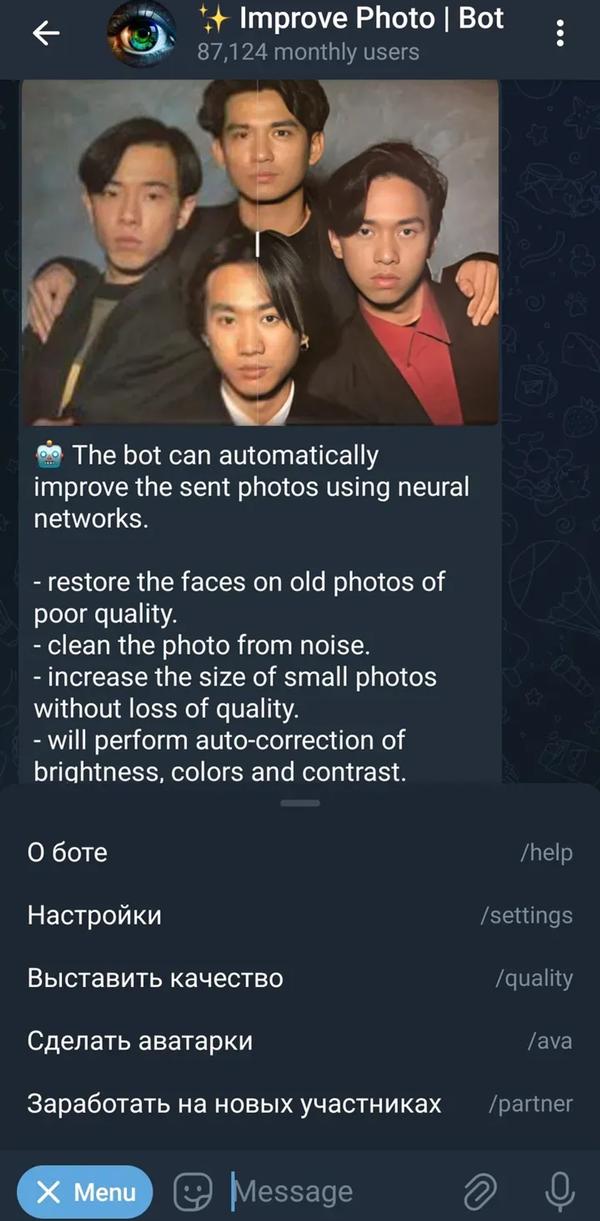 ✨ Improve Photo | Bot
87,124 monthly users
🤖 The bot can automatically
improve the sent photos using neural
networks.
- restore the faces on old photos of
poor quality.
- clean the photo from noise.
- increase the size of small photos
without loss of quality.
- will perform auto-correction of
brightness, colors and contrast.
О боте /help
Настройки /settings
Выставить качество /quality
Сделать аватарки /ava
Заработать на новых участниках /partner
Menu Message